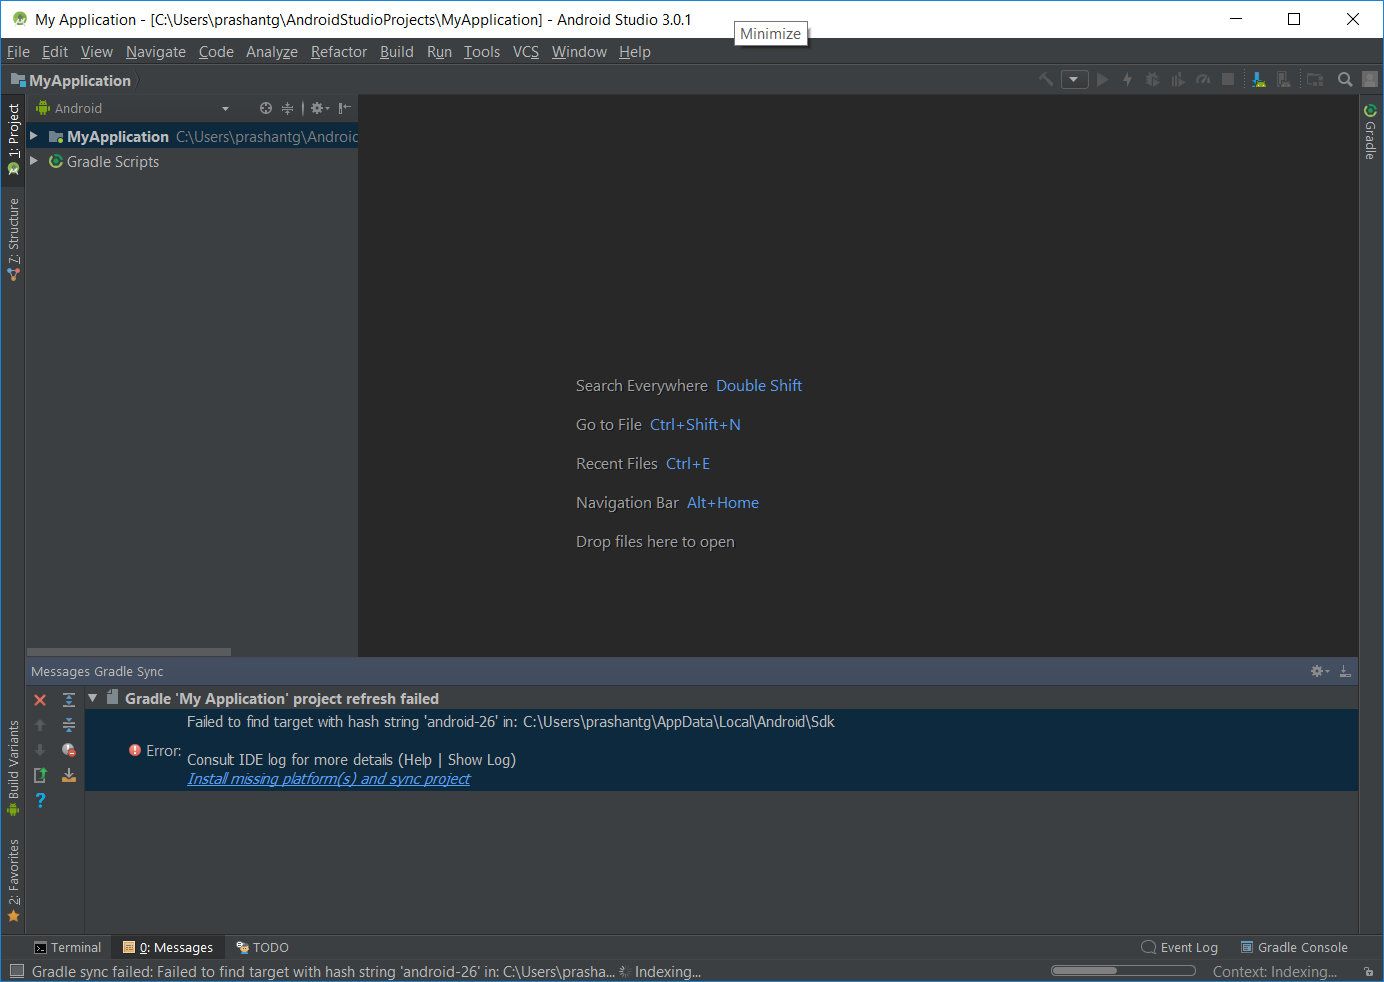 My Application - [C:\Users\prashantg\AndroidStudioProjects\MyApplication] - Android Studio 3.0.1
Minimize
File Edit View Navigate Code Analyze Refactor Build Run Tools VCS Window Help
MyApplication
Android
MyApplication C:\Users\prashantg\Android
Gradle Scripts
1: Project
7: Structure
Build Variants
2: Favorites
Gradle
Search Everywhere Double Shift
Go to File Ctrl+Shift+N
Recent Files Ctrl+E
Navigation Bar Alt+Home
Drop files here to open
Messages Gradle Sync
Gradle 'My Application' project refresh failed
Failed to find target with hash string 'android-26' in: C:\Users\prashantg\AppData\Local\Android\Sdk
Error:
Consult IDE log for more details (Help | Show Log)
Install missing platform(s) and sync project
Terminal 0: Messages TODO Event Log Gradle Console
Gradle sync failed: Failed to find target with hash string 'android-26' in: C:\Users\prasha... Indexing... Context: Indexing...